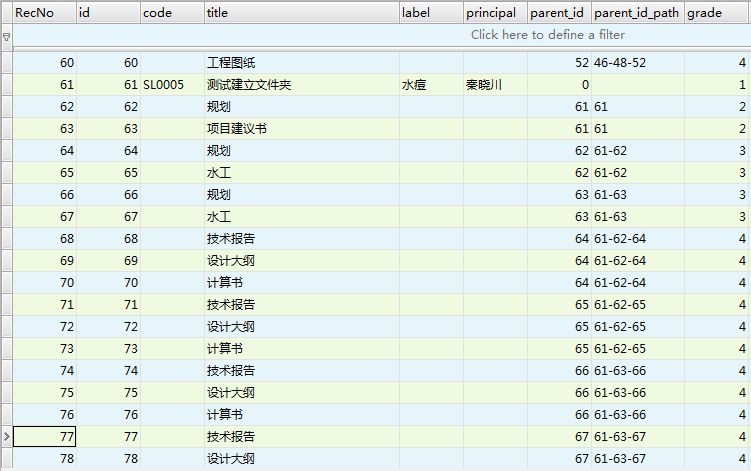 RecNo id code title label principal parent_id parent_id_path grade
Click here to define a filter
60 60 工程图纸 52 46-48-52 4
61 61 SL0005 测试建立文件夹 水痘 秦晓川 0 1
62 62 规划 61 61 2
63 63 项目建议书 61 61 2
64 64 规划 62 61-62 3
65 65 水工 62 61-62 3
66 66 规划 63 61-63 3
67 67 水工 63 61-63 3
68 68 技术报告 64 61-62-64 4
69 69 设计大纲 64 61-62-64 4
70 70 计算书 64 61-62-64 4
71 71 技术报告 65 61-62-65 4
72 72 设计大纲 65 61-62-65 4
73 73 计算书 65 61-62-65 4
74 74 技术报告 66 61-63-66 4
75 75 设计大纲 66 61-63-66 4
76 76 计算书 66 61-63-66 4
77 77 技术报告 67 61-63-67 4
78 78 设计大纲 67 61-63-67 4